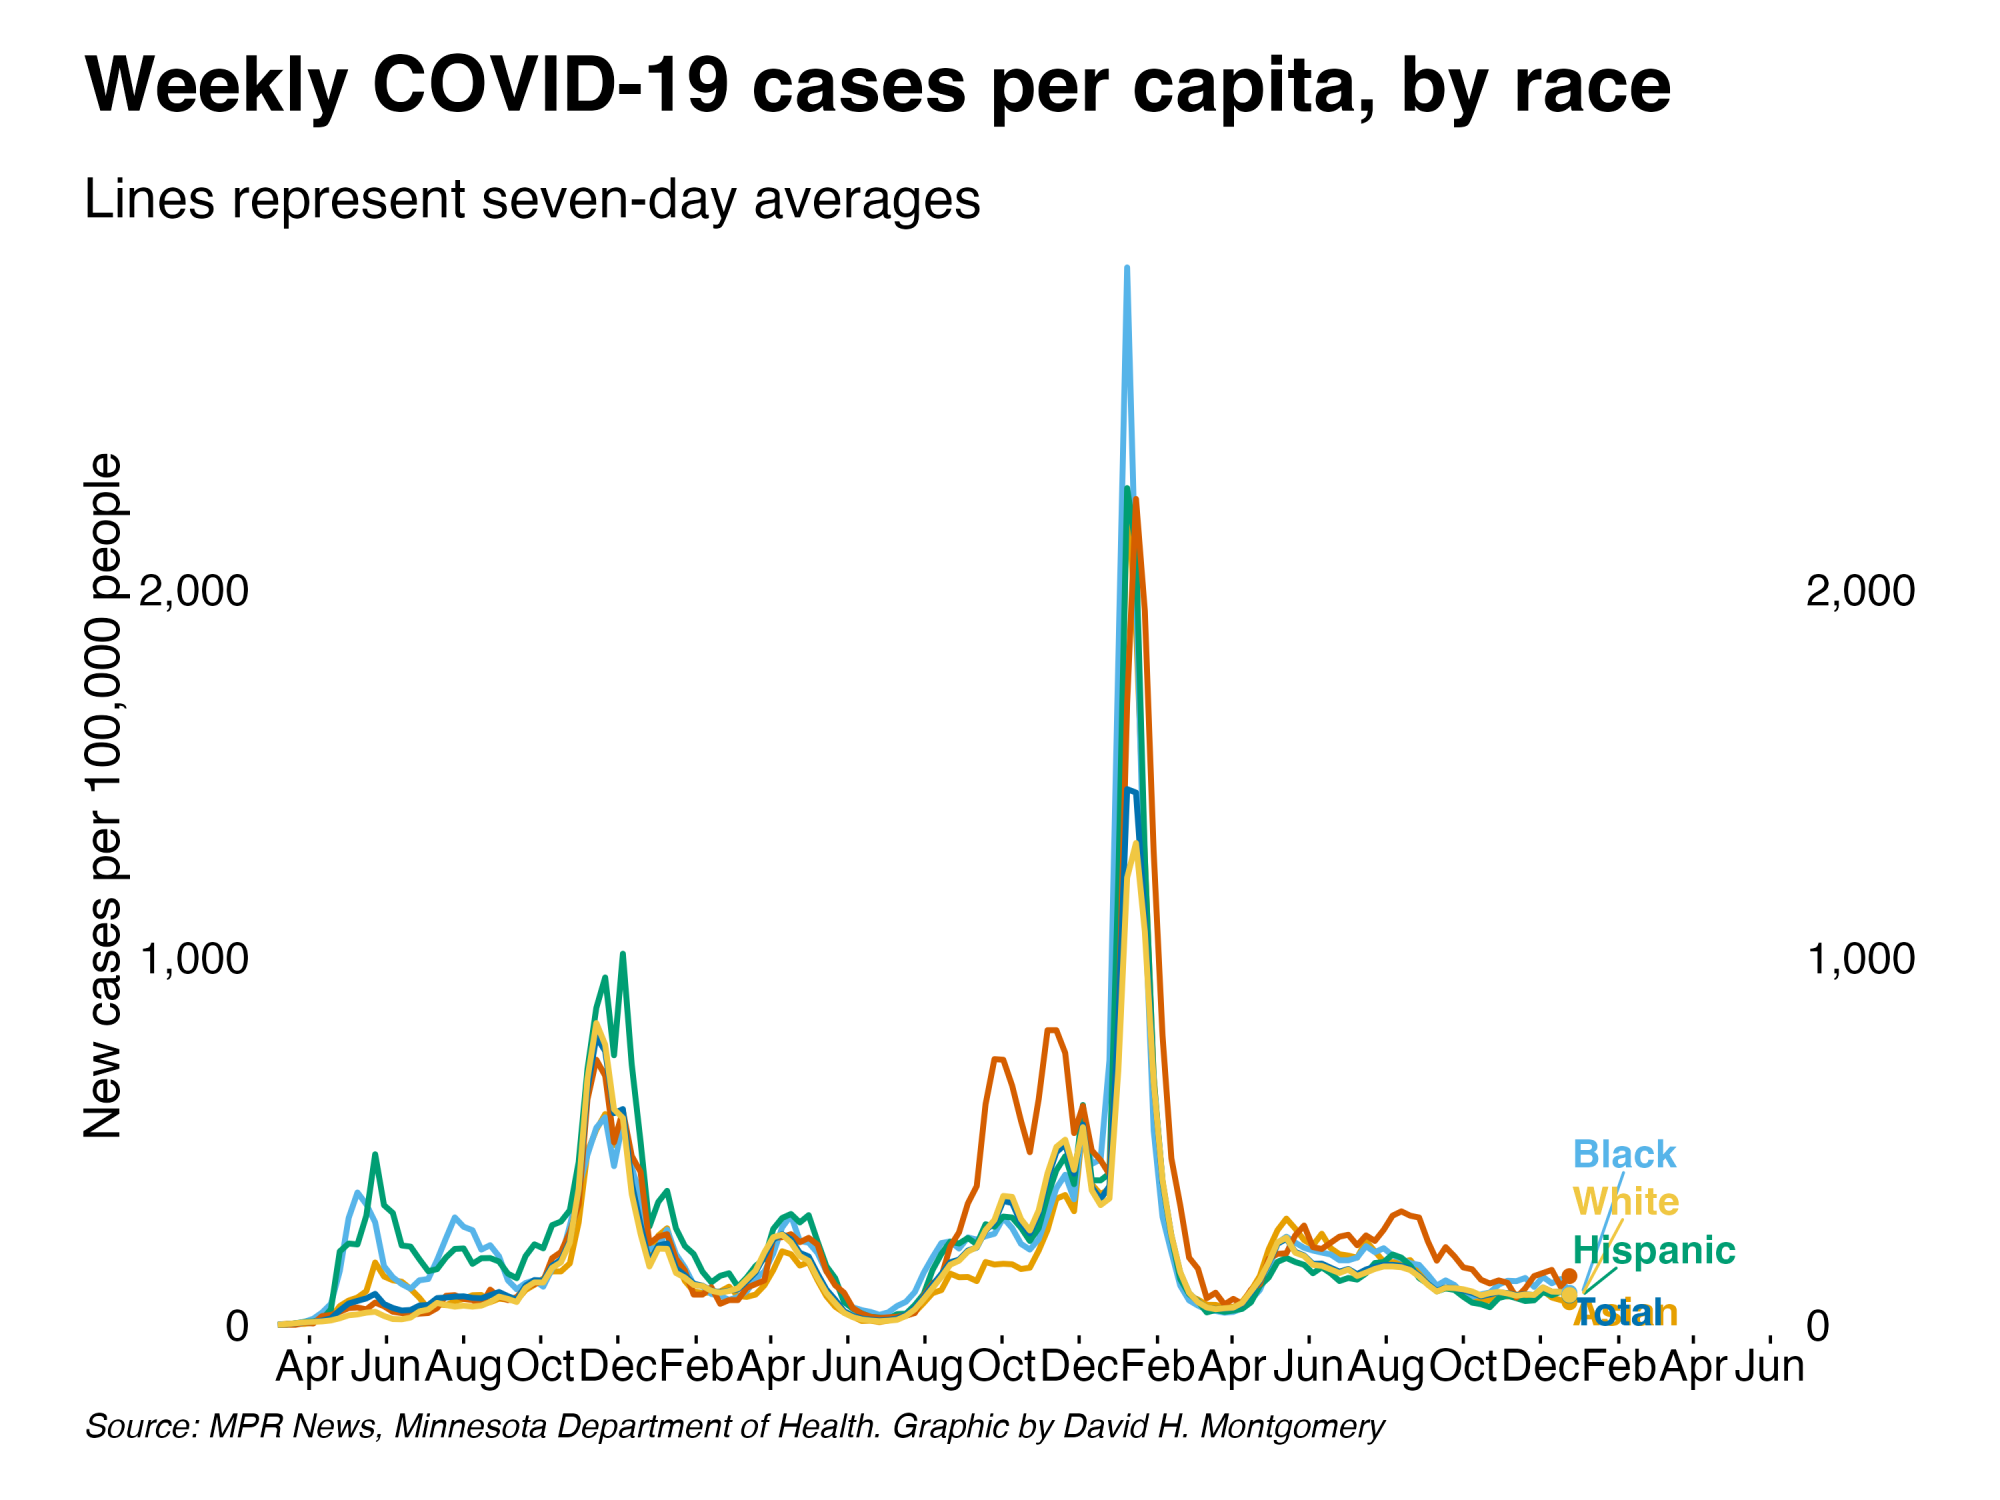 Weekly COVID-19 cases per capita, by race
Lines represent seven-day averages
New cases per 100,000 people
2,000
2,000
1,000
1,000
0
0
Black
White
Hispanic
Total
Asian
Apr Jun Aug Oct Dec Feb Apr Jun Aug Oct Dec Feb Apr Jun Aug Oct Dec Feb Apr Jun
Source: MPR News, Minnesota Department of Health. Graphic by David H. Montgomery